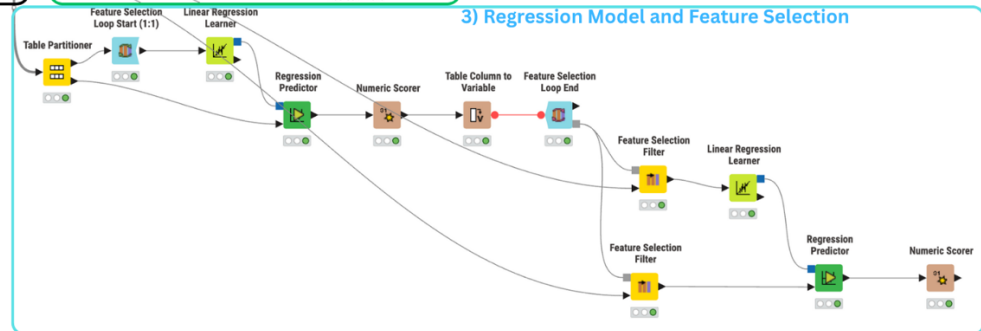 3) Regression Model and Feature Selection
Feature Selection
Loop Start (1:1)
Linear Regression
Learner
Table Partitioner
Regression
Predictor
Numeric Scorer
Table Column to
Variable
Feature Selection
Loop End
Feature Selection
Filter
Linear Regression
Learner
Feature Selection
Filter
Regression
Predictor
Numeric Scorer